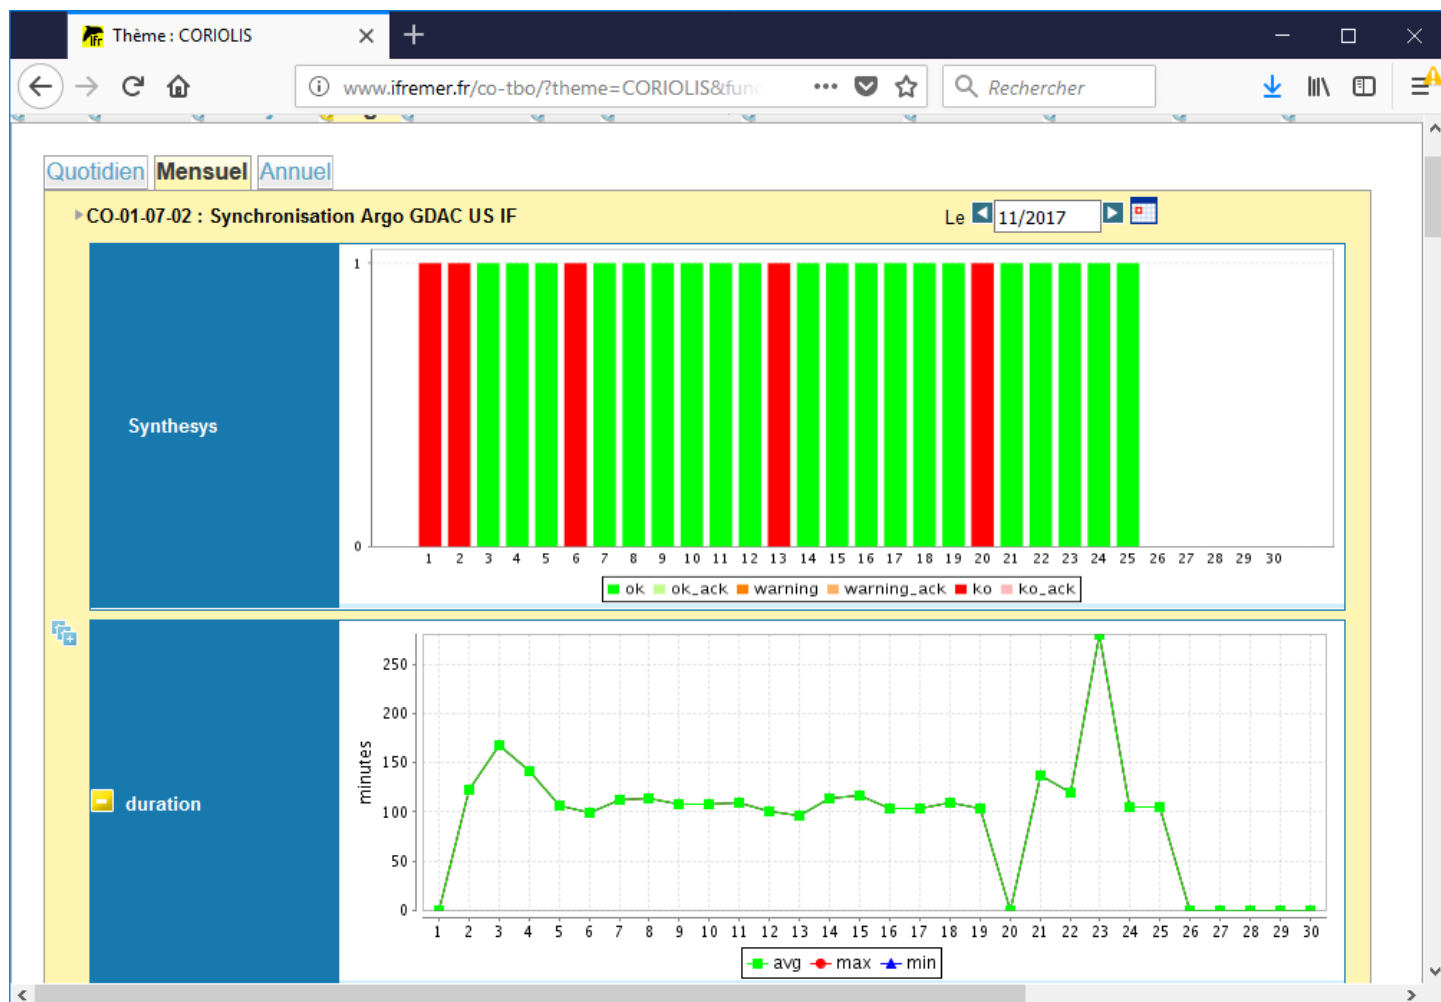 Thème : CORIOLIS
www.ifremer.fr/co-tbo/?theme=CORIOLIS&func
Rechercher
Quotidien Mensuel Annuel
CO-01-07-02 : Synchronisation Argo GDAC US IF
Le 11/2017
Synthesys
1
0
1 2 3 4 5 6 7 8 9 10 11 12 13 14 15 16 17 18 19 20 21 22 23 24 25 26 27 28 29 30
ok ok_ack warning warning_ack ko ko_ack
duration
minutes
250
200
150
100
50
0
1 2 3 4 5 6 7 8 9 10 11 12 13 14 15 16 17 18 19 20 21 22 23 24 25 26 27 28 29 30
avg max min